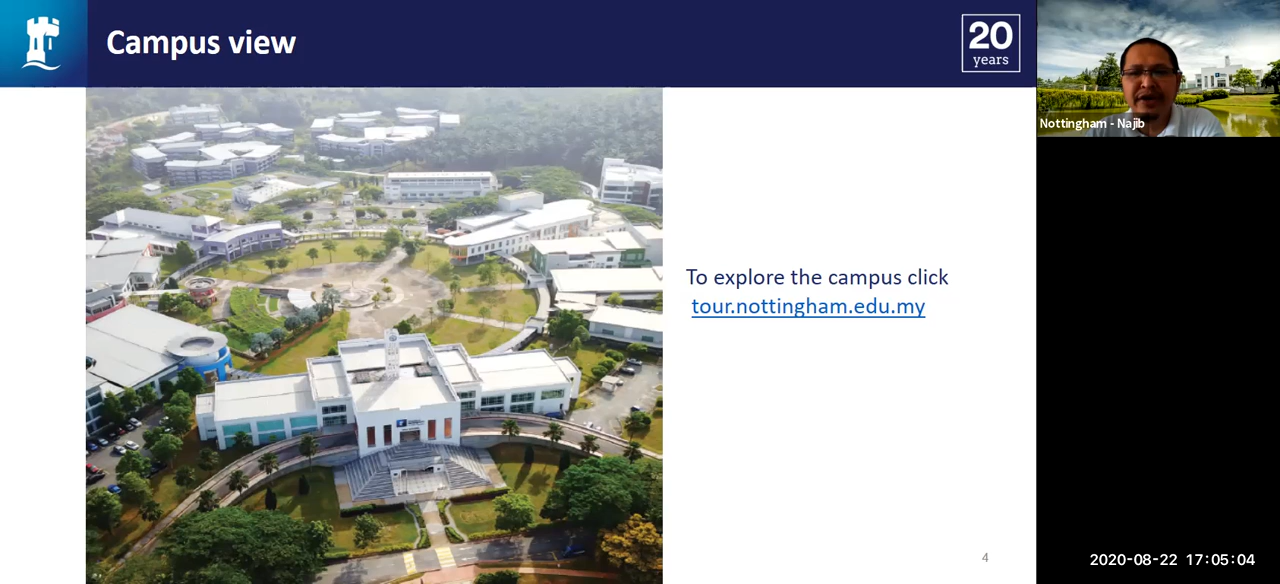 Campus view
20
years
To explore the campus click
tour.nottingham.edu.my
4
Nottingham - Najib
2020-08-22 17:05:04